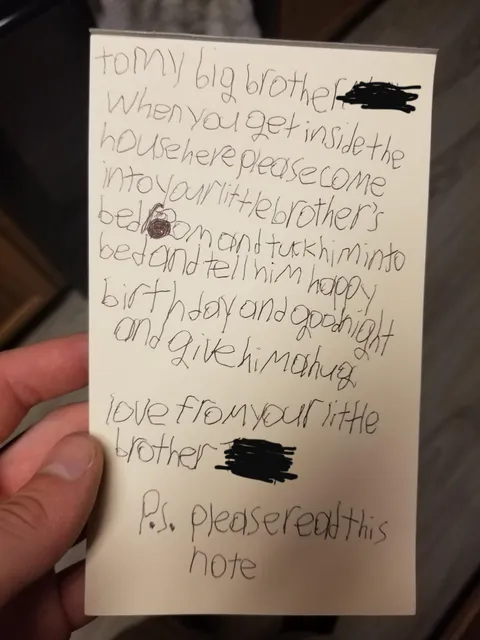 to my big brother
when you get inside the
house here please come
into your little brother's
bedroom and tuck him into
bed and tell him happy
birthday and goodnight
and give him a hug
love from your little
brother
P.s. please read this
note